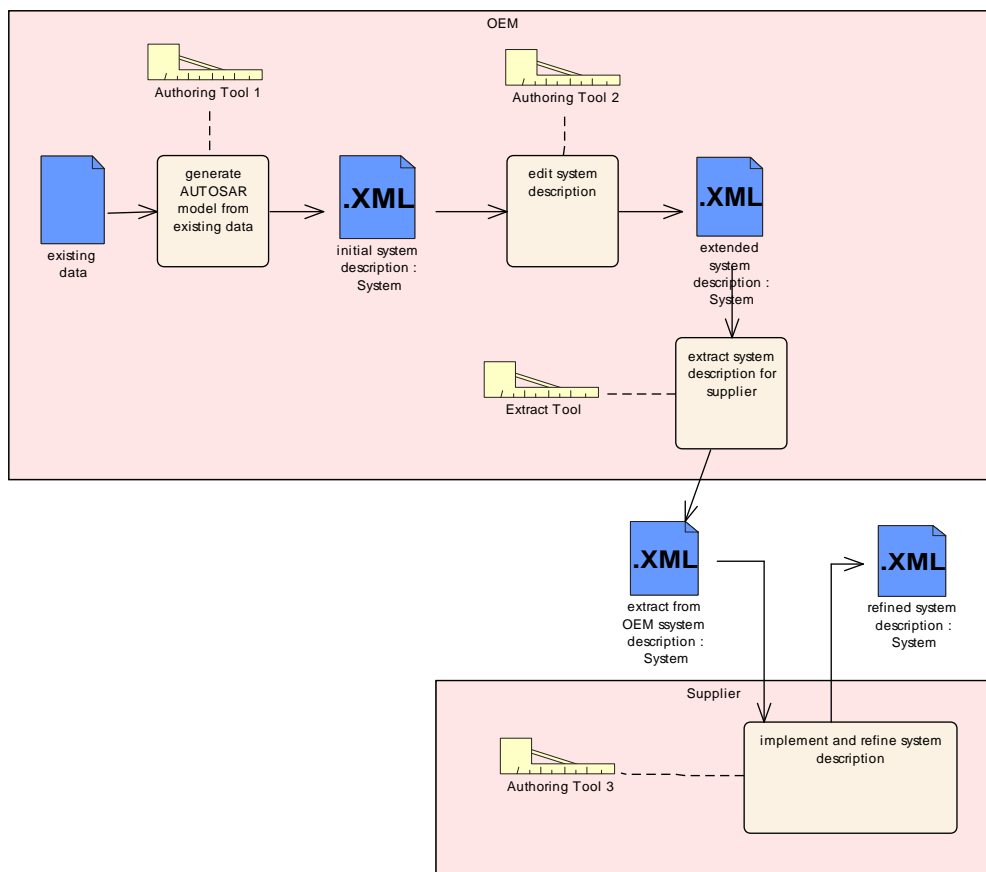 OEM
Authoring Tool 1
Authoring Tool 2
existing
data
generate
AUTOSAR
model from
existing data
.XML
initial system
description :
System
edit system
description
.XML
extended
system
description :
System
extract system
description for
supplier
Extract Tool
.XML
extract from
OEM ssystem
description :
System
.XML
refined system
description :
System
Supplier
implement and refine system
description
Authoring Tool 3